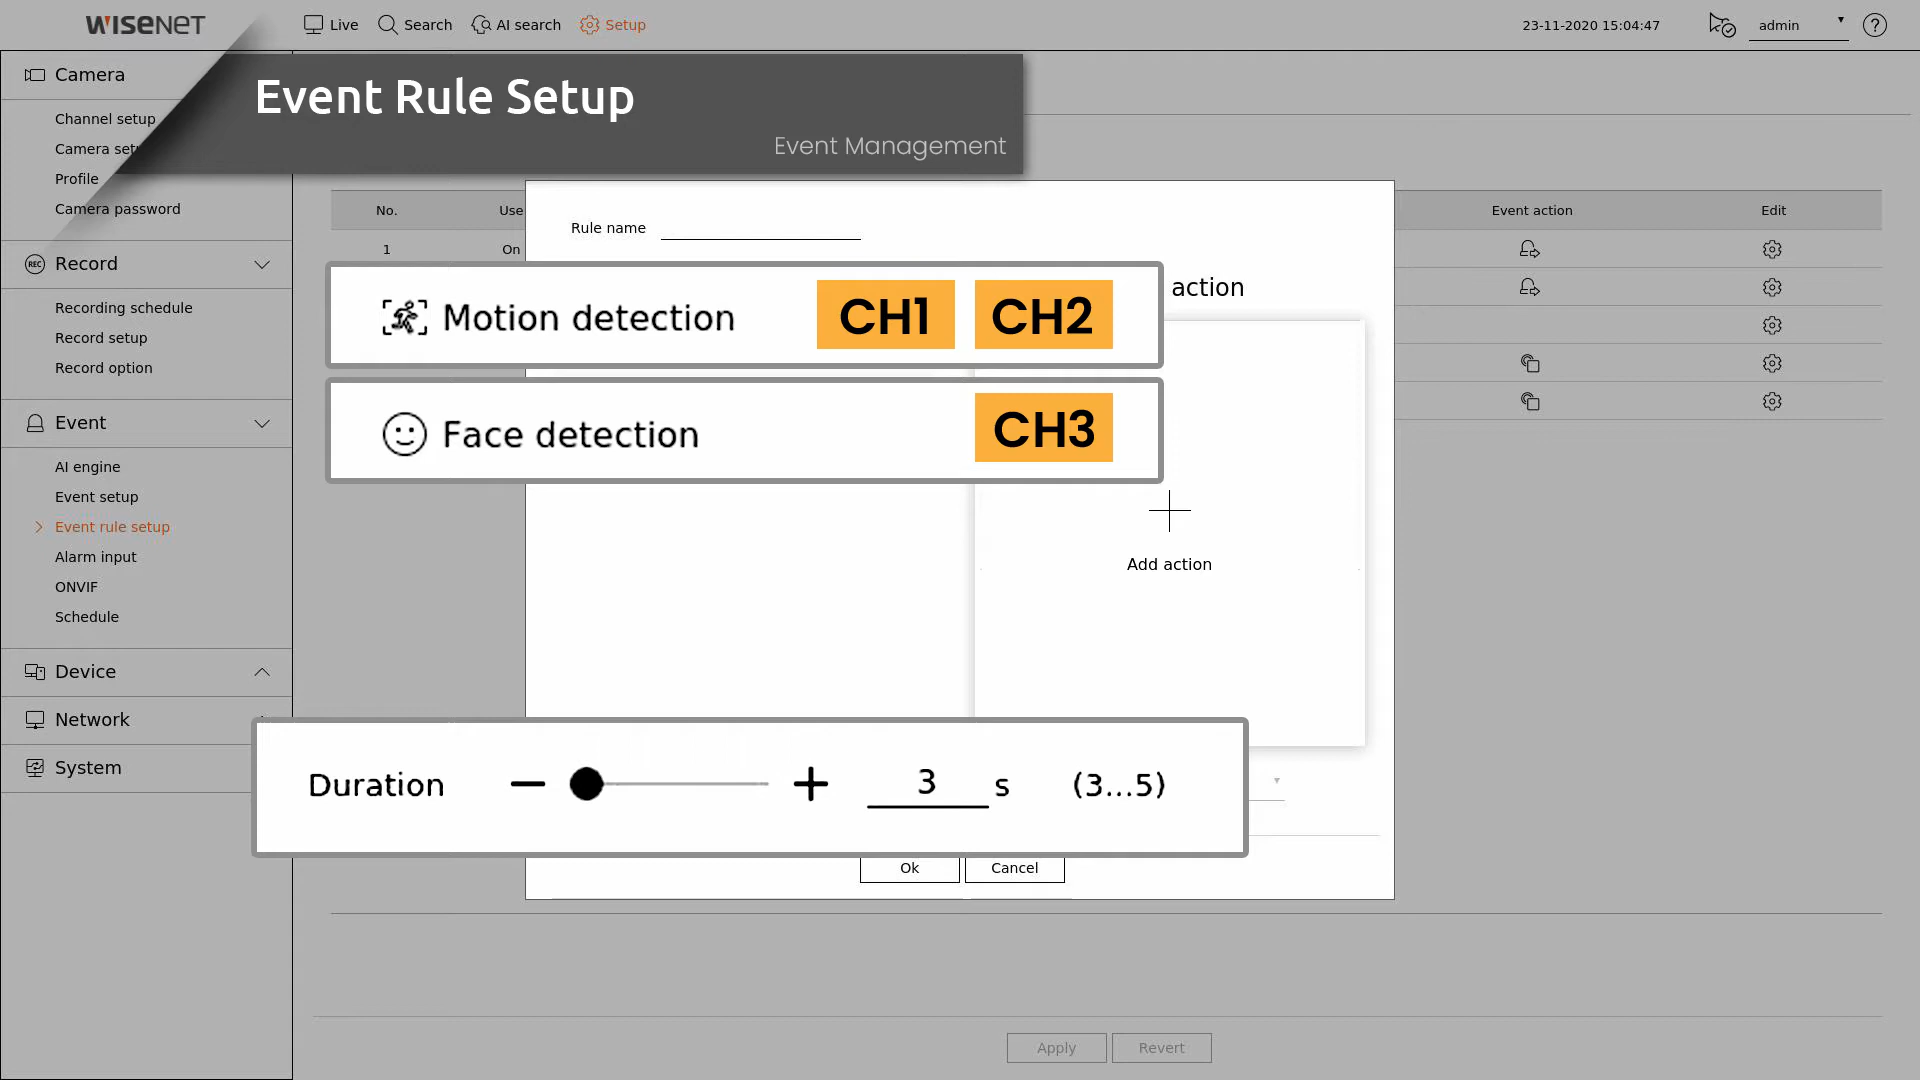 WISENET
Live
Search
AI search
Setup
23-11-2020 15:04:47
admin
?
Event Rule Setup
Event Management
Camera
Channel setup
Profile
Camera password
REC Record
Recording schedule
Record setup
Record option
Event
AI engine
Event setup
Event rule setup
Alarm input
ONVIF
Schedule
Device
Network
System
No.
Use
Event action
Edit
1
On
Rule name
action
Motion detection
CH1
CH2
Face detection
CH3
Add action
Duration
3 s
(3...5)
Ok
Cancel
Apply
Revert